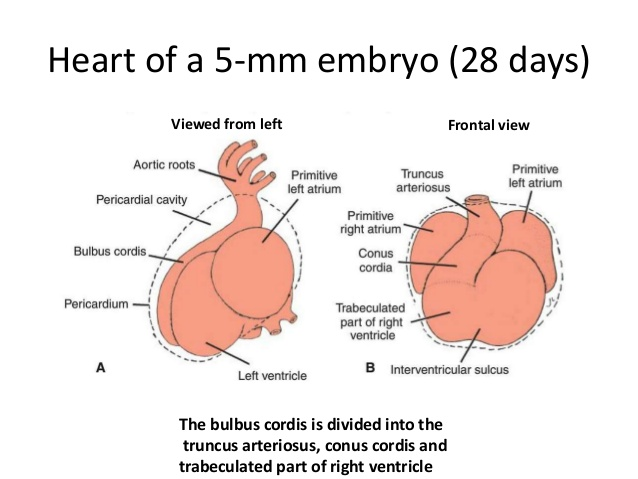 Heart of a 5-mm embryo (28 days)
Viewed from left
Frontal view
Aortic roots
Primitive
left atrium
Pericardial cavity
Bulbus cordis
Pericardium
Left ventricle
A
Truncus
arteriosus
Primitive
left atrium
Primitive
right atrium
Conus
cordia
Trabeculated
part of right
ventricle
B
Interventricular sulcus
The bulbus cordis is divided into the
truncus arteriosus, conus cordis and
trabeculated part of right ventricle